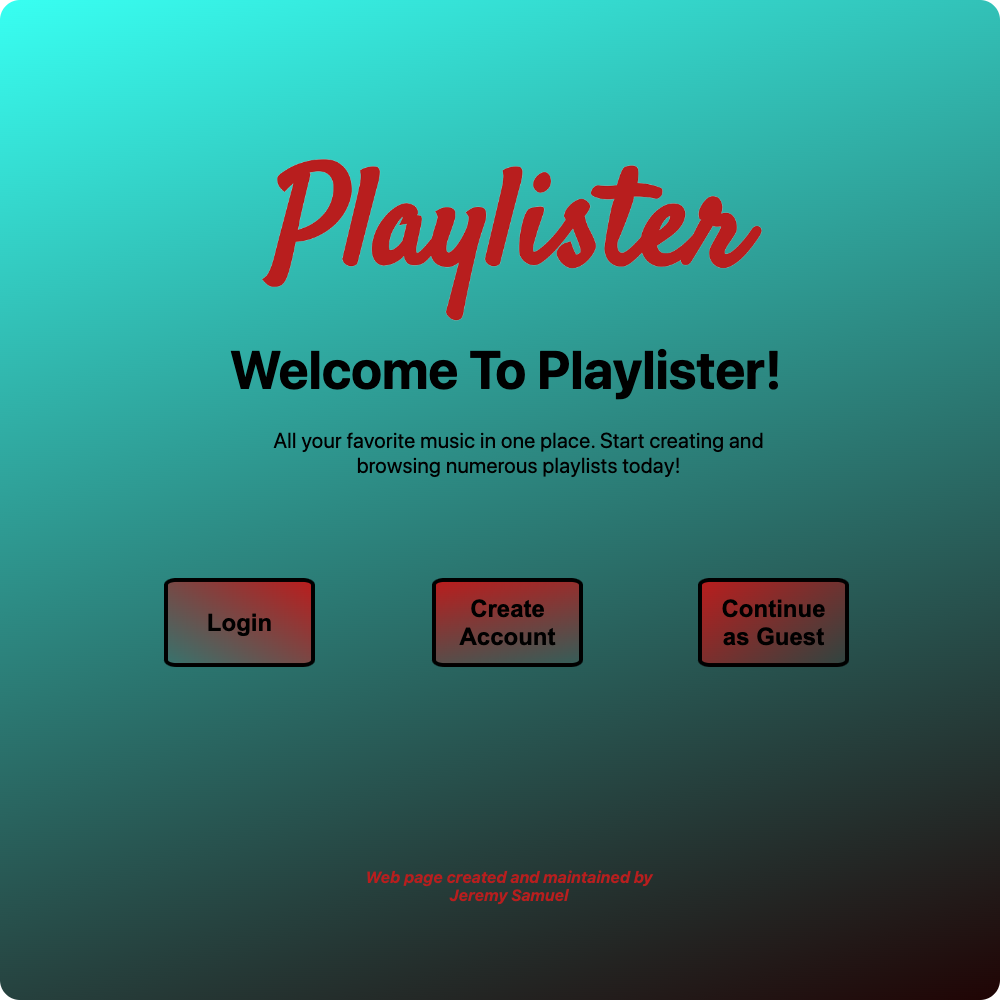 Playlister
Welcome To Playlister!
All your favorite music in one place. Start creating and
browsing numerous playlists today!
Login
Create
Account
Continue
as Guest
Web page created and maintained by
Jeremy Samuel